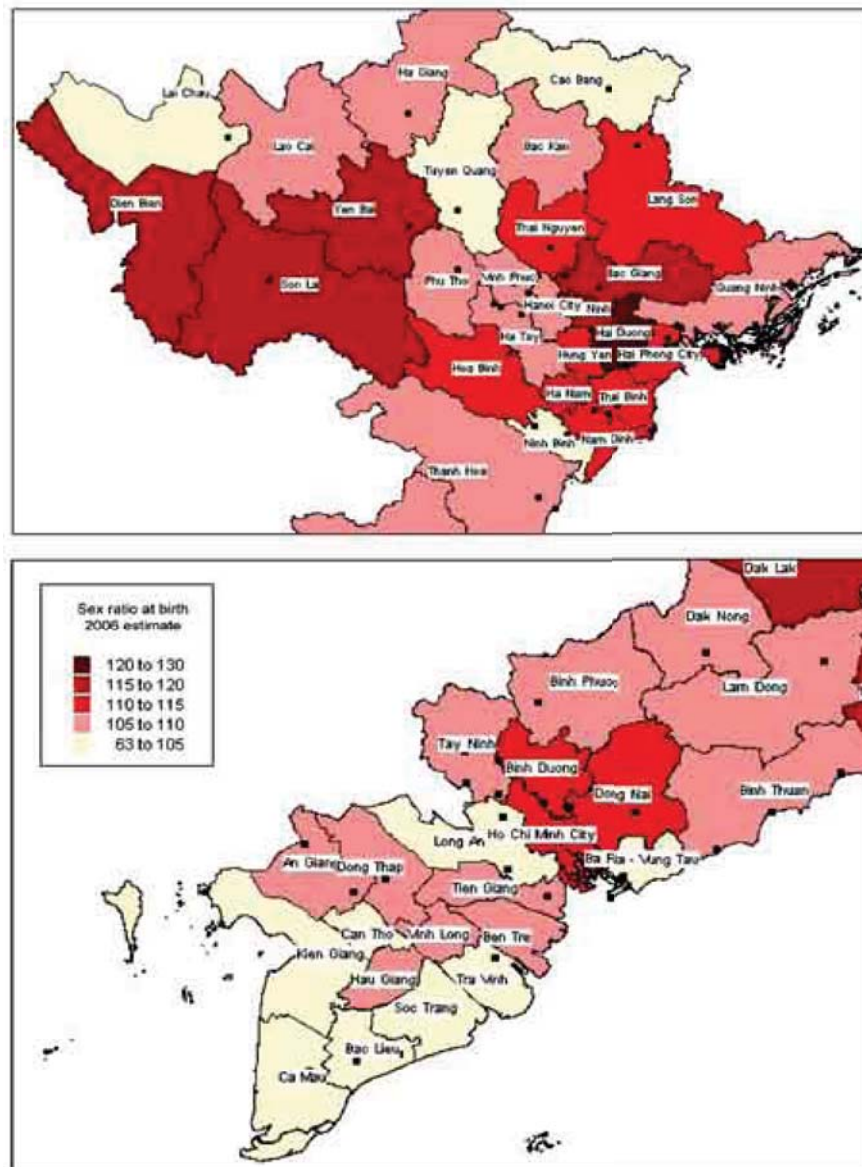 Ha Giang
Cao Bang
Lai Chau
Lao Cai
Bac Kan
Tuyen Quang
Lang Son
Dien Bien
Yen Bai
Thai Nguyen
Bac Giang
Son La
Phu Tho
Vinh Phuc
Quang Ninh
Hanoi City
Ninh
Hai Duong
Ha Tay
Hung Yen
Hai Phong City
Hoa Binh
Ha Nam
Thai Binh
Ninh Binh
Nam Dinh
Thanh Hoa
Sex ratio at birth
2006 estimate
120 to 130
115 to 120
110 to 115
105 to 110
63 to 105
Dak Lak
Dak Nong
Binh Phuoc
Lam Dong
Tay Ninh
Binh Duong
Dong Nai
Binh Thuan
Ho Chi Minh City
Long An
Ba Ria - Vung Tau
An Giang
Dong Thap
Tien Giang
Can Tho
Vinh Long
Ben Tre
Kien Giang
Hau Giang
Tra Vinh
Soc Trang
Bac Lieu
Ca Mau